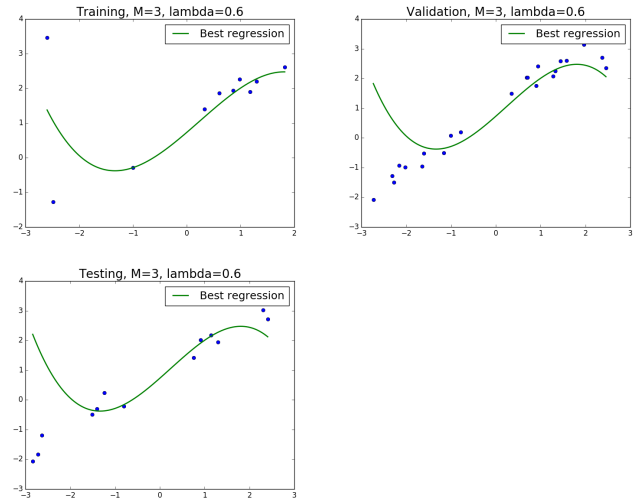 Training, M=3, lambda=0.6
Best regression
4
3
2
1
0
−1
−2
−3 −2 −1 0 1 2
Validation, M=3, lambda=0.6
Best regression
4
3
2
1
0
−1
−2
−3
−3 −2 −1 0 1 2 3
Testing, M=3, lambda=0.6
Best regression
4
3
2
1
0
−1
−2
−3
−3 −2 −1 0 1 2 3